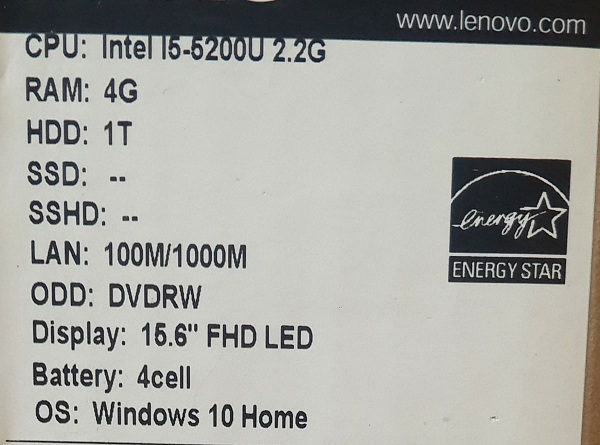 www.lenovo.com
CPU: Intel I5-5200U 2.2G
RAM: 4G
HDD: 1T
SSD: --
SSHD: --
LAN: 100M/1000M
ODD: DVDRW
Display: 15.6" FHD LED
Battery: 4cell
OS: Windows 10 Home
energy
ENERGY STAR